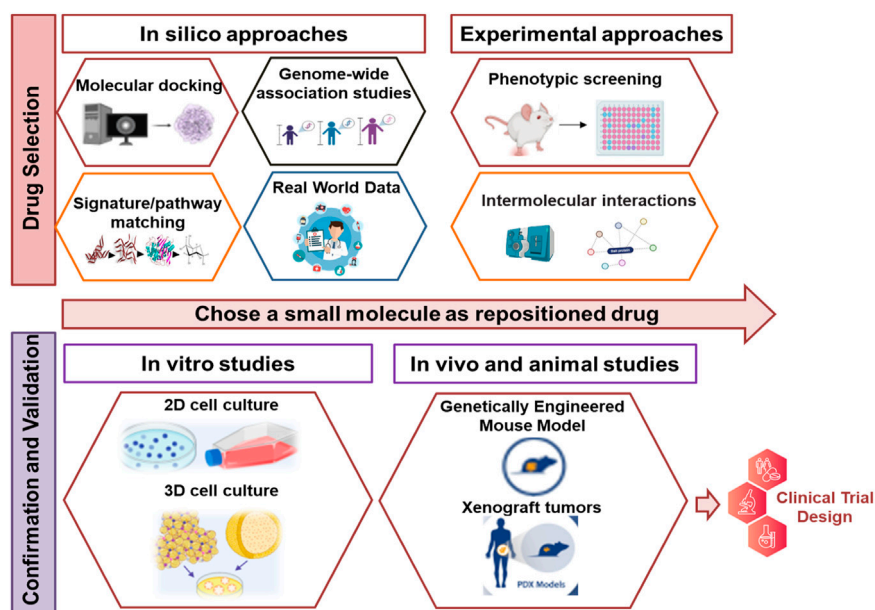 In silico approaches
Experimental approaches
Drug Selection
Molecular docking
Genome-wide
association studies
Phenotypic screening
Signature/pathway
matching
Real World Data
Intermolecular interactions
Chose a small molecule as repositioned drug
Confirmation and Validation
In vitro studies
In vivo and animal studies
2D cell culture
3D cell culture
Genetically Engineered
Mouse Model
Xenograft tumors
PDX Models
Clinical Trial
Design